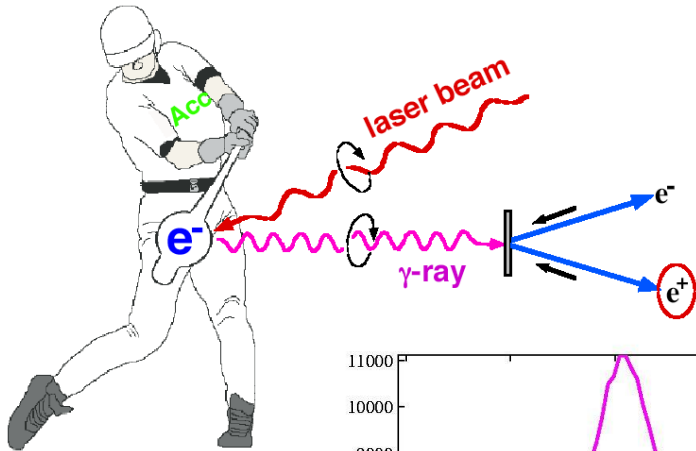 Acc
laser beam
e-
e-
γ-ray
e+
11000
10000